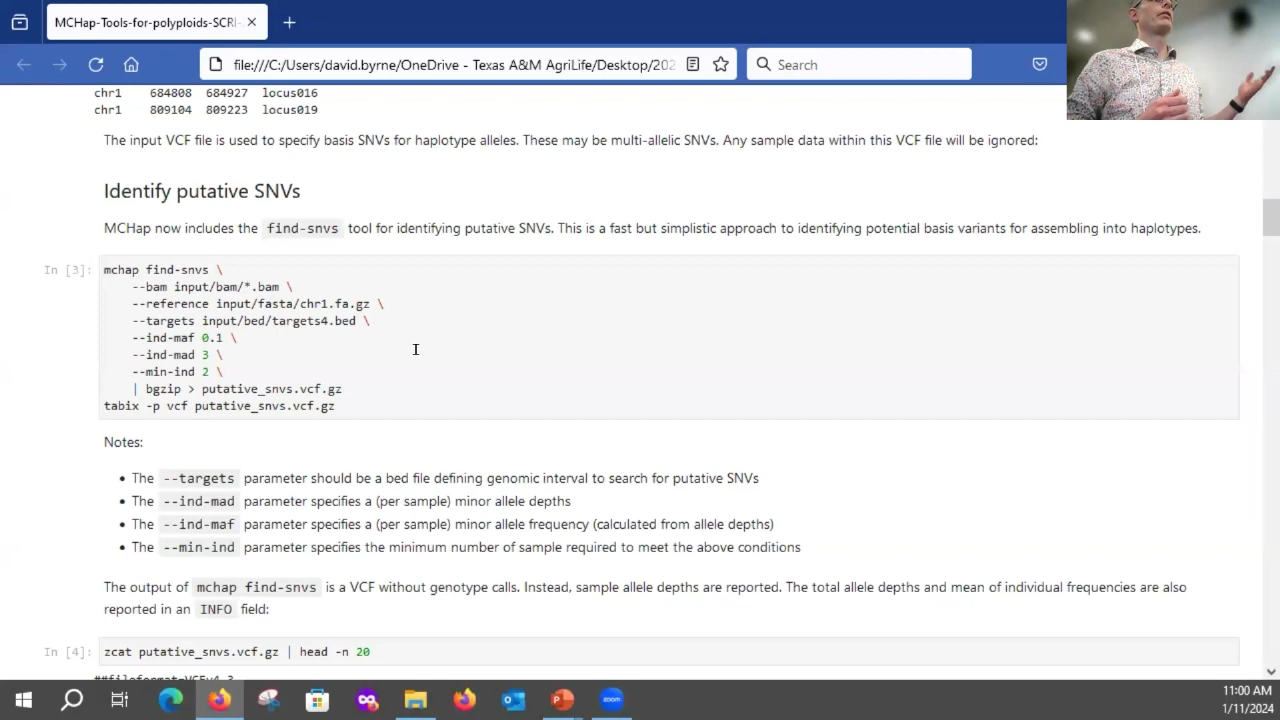 MCHap-Tools-for-polyploids-SCRI-
file:///C:/Users/david.byrne/OneDrive - Texas A&M AgriLife/Desktop/202
Search
chr1 684808 684927 locus016
chr1 809104 809223 locus019
The input VCF file is used to specify basis SNVs for haplotype alleles. These may be multi-allelic SNVs. Any sample data within this VCF file will be ignored:
Identify putative SNVs
MCHap now includes the find-snvs tool for identifying putative SNVs. This is a fast but simplistic approach to identifying potential basis variants for assembling into haplotypes.
In [3]: mchap find-snvs \
--bam input/bam/*.bam \
--reference input/fasta/chr1.fa.gz \
--targets input/bed/targets4.bed \
--ind-maf 0.1 \
--ind-mad 3 \
--min-ind 2 \
| bgzip > putative_snvs.vcf.gz
tabix -p vcf putative_snvs.vcf.gz
Notes:
• The --targets parameter should be a bed file defining genomic interval to search for putative SNVs
• The --ind-mad parameter specifies a (per sample) minor allele depths
• The --ind-maf parameter specifies a (per sample) minor allele frequency (calculated from allele depths)
• The --min-ind parameter specifies the minimum number of sample required to meet the above conditions
The output of mchap find-snvs is a VCF without genotype calls. Instead, sample allele depths are reported. The total allele depths and mean of individual frequencies are also
reported in an INFO field:
In [4]: zcat putative_snvs.vcf.gz | head -n 20
##fileformat=VCFv4.3
zoom
11:00 AM
1/11/2024